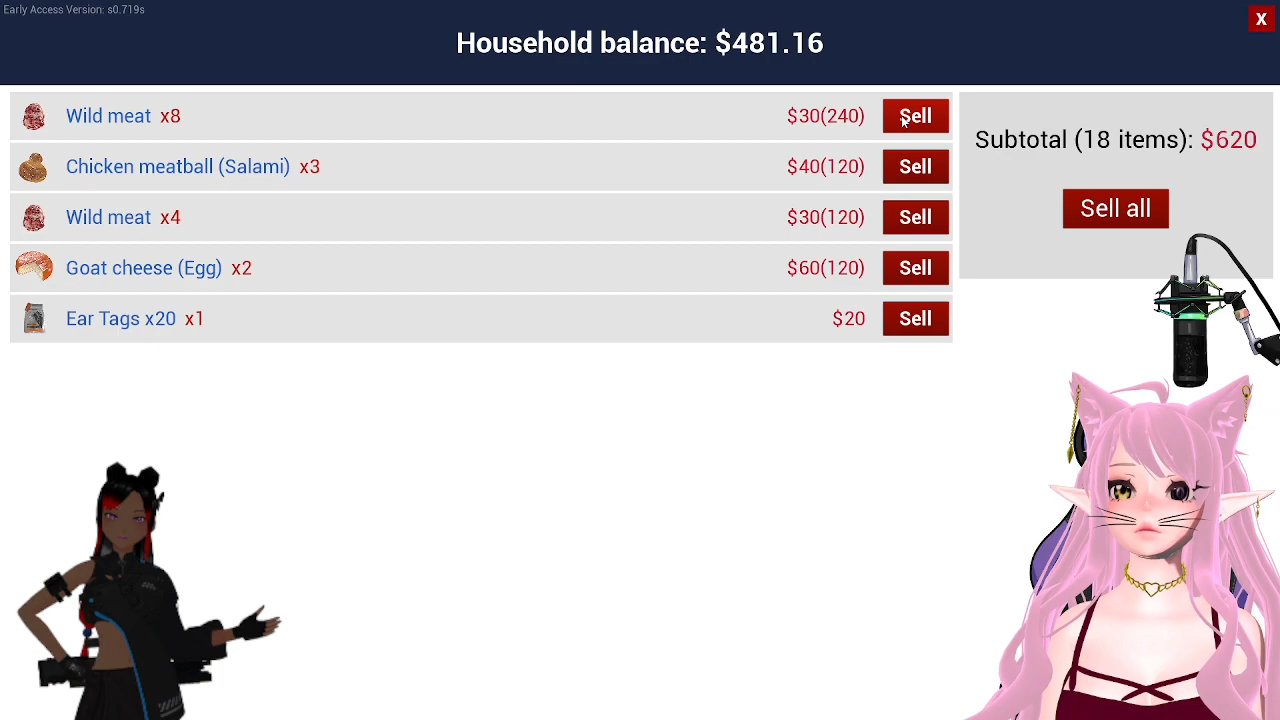 Early Access Version: s0.719s
X
Household balance: $481.16
Wild meat x8 $30(240) Sell
Chicken meatball (Salami) x3 $40(120) Sell
Wild meat x4 $30(120) Sell
Goat cheese (Egg) x2 $60(120) Sell
Ear Tags x20 x1 $20 Sell
Subtotal (18 items): $620
Sell all